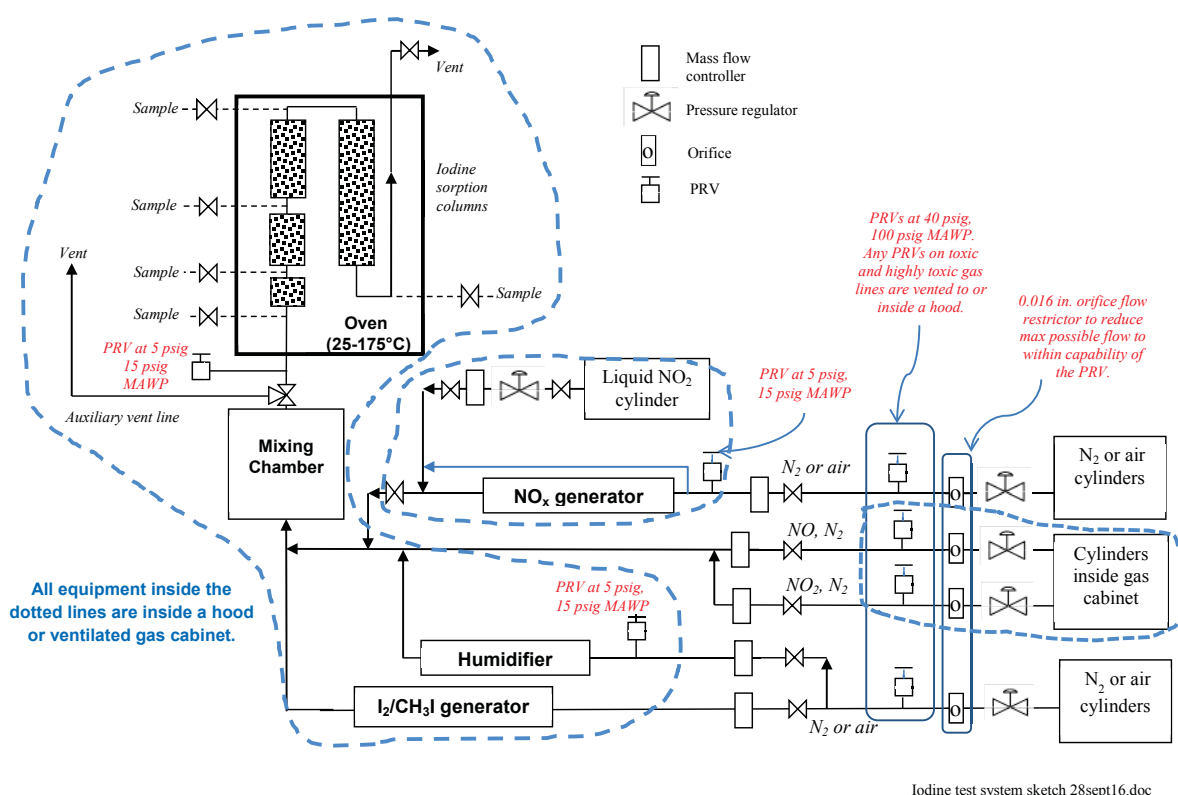 Vent
Mass flow
controller
Pressure regulator
Orifice
o
PRV
Sample
Sample
Sample
Sample
Sample
Iodine
sorption
columns
Vent
Oven
(25-175°C)
PRV at 5 psig
15 psig
MAWP
Auxiliary vent line
Mixing
Chamber
PRVs at 40 psig,
100 psig MAWP.
Any PRVs on toxic
and highly toxic gas
lines are vented to or
inside a hood.
0.016 in. orifice flow
restrictor to reduce
max possible flow to
within capability of
the PRV.
Liquid NO₂
cylinder
PRV at 5 psig,
15 psig MAWP
NOₓ generator
N₂ or air
o
N₂ or air
cylinders
NO, N₂
o
NO₂, N₂
o
Cylinders
inside gas
cabinet
All equipment inside the
dotted lines are inside a hood
or ventilated gas cabinet.
PRV at 5 psig,
15 psig MAWP
Humidifier
I₂/CH₃I generator
N₂ or air
o
N₂ or air
cylinders
Iodine test system sketch 28sept16.doc